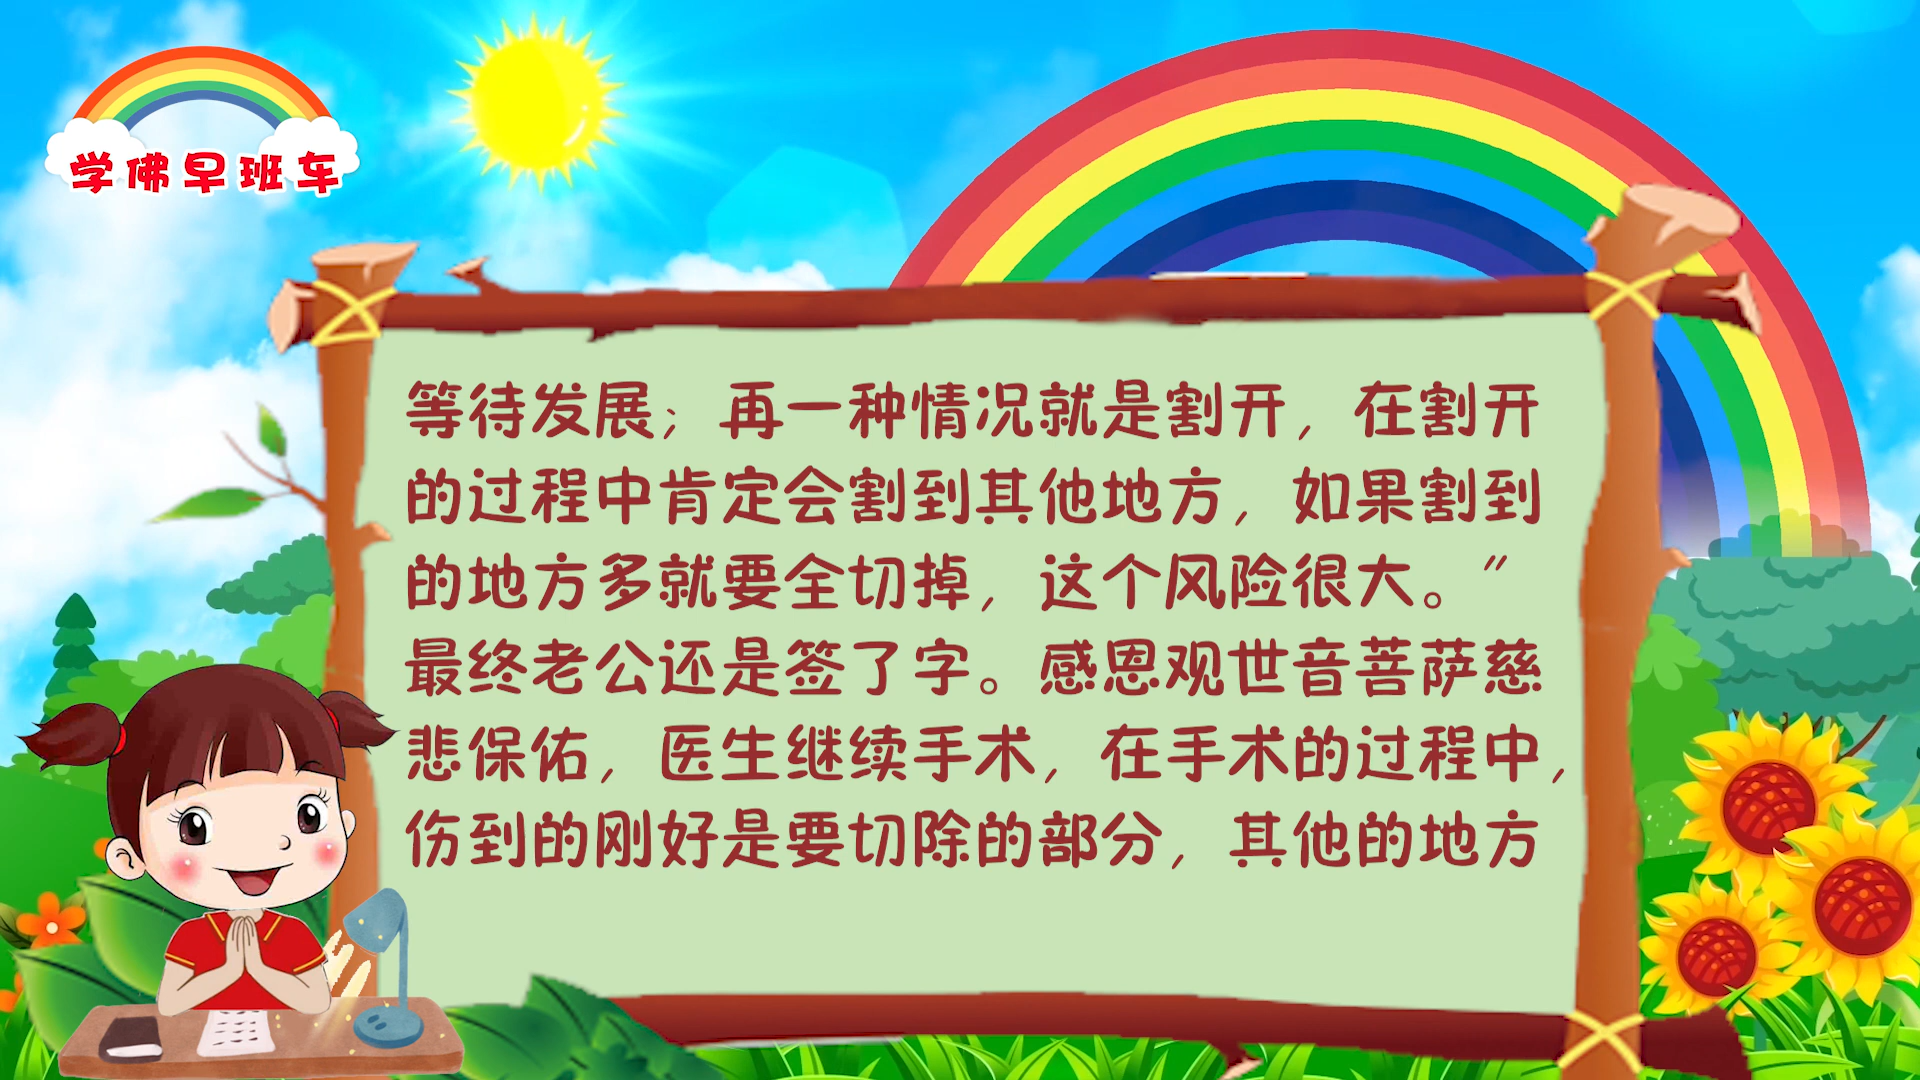 学佛早班车
等待发展；再一种情况就是割开，在割开
的过程中肯定会割到其他地方，如果割到
的地方多就要全切掉，这个风险很大。”
最终老公还是签了字。感恩观世音菩萨慈
悲保佑，医生继续手术，在手术的过程中，
伤到的刚好是要切除的部分，其他的地方